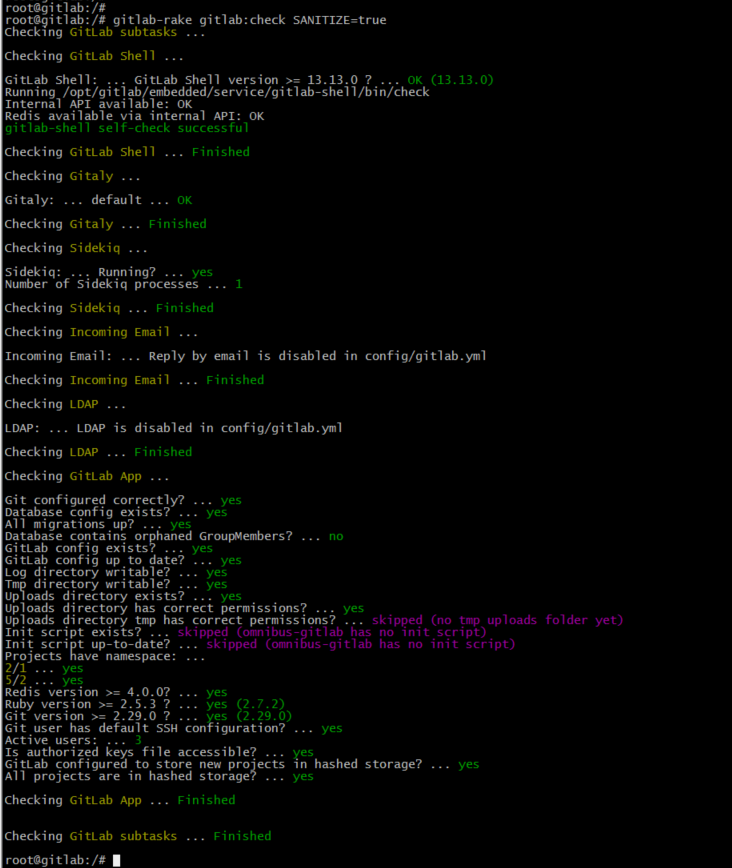 root@gitlab:/#
root@gitlab:/# gitlab-rake gitlab:check SANITIZE=true
Checking GitLab subtasks ...
Checking GitLab Shell ...
GitLab Shell: ... GitLab Shell version >= 13.13.0 ? ... OK (13.13.0)
Running /opt/gitlab/embedded/service/gitlab-shell/bin/check
Internal API available: OK
Redis available via internal API: OK
gitlab-shell self-check successful
Checking GitLab Shell ... Finished
Checking Gitaly ...
Gitaly: ... default ... OK
Checking Gitaly ... Finished
Checking Sidekiq ...
Sidekiq: ... Running? ... yes
Number of Sidekiq processes ... 1
Checking Sidekiq ... Finished
Checking Incoming Email ...
Incoming Email: ... Reply by email is disabled in config/gitlab.yml
Checking Incoming Email ... Finished
Checking LDAP ...
LDAP: ... LDAP is disabled in config/gitlab.yml
Checking LDAP ... Finished
Checking GitLab App ...
Git configured correctly? ... yes
Database config exists? ... yes
All migrations up? ... yes
Database contains orphaned GroupMembers? ... no
GitLab config exists? ... yes
GitLab config up to date? ... yes
Log directory writable? ... yes
Tmp directory writable? ... yes
Uploads directory exists? ... yes
Uploads directory has correct permissions? ... yes
Uploads directory tmp has correct permissions? ... skipped (no tmp uploads folder yet)
Init script exists? ... skipped (omnibus-gitlab has no init script)
Init script up-to-date? ... skipped (omnibus-gitlab has no init script)
Projects have namespace: ...
2/1 ... yes
5/2 ... yes
Redis version >= 4.0.0? ... yes
Ruby version >= 2.5.3 ? ... yes (2.7.2)
Git version >= 2.29.0 ? ... yes (2.29.0)
Git user has default SSH configuration? ... yes
Active users: ... 3
Is authorized keys file accessible? ... yes
GitLab configured to store new projects in hashed storage? ... yes
All projects are in hashed storage? ... yes
Checking GitLab App ... Finished
Checking GitLab subtasks ... Finished
root@gitlab:/#